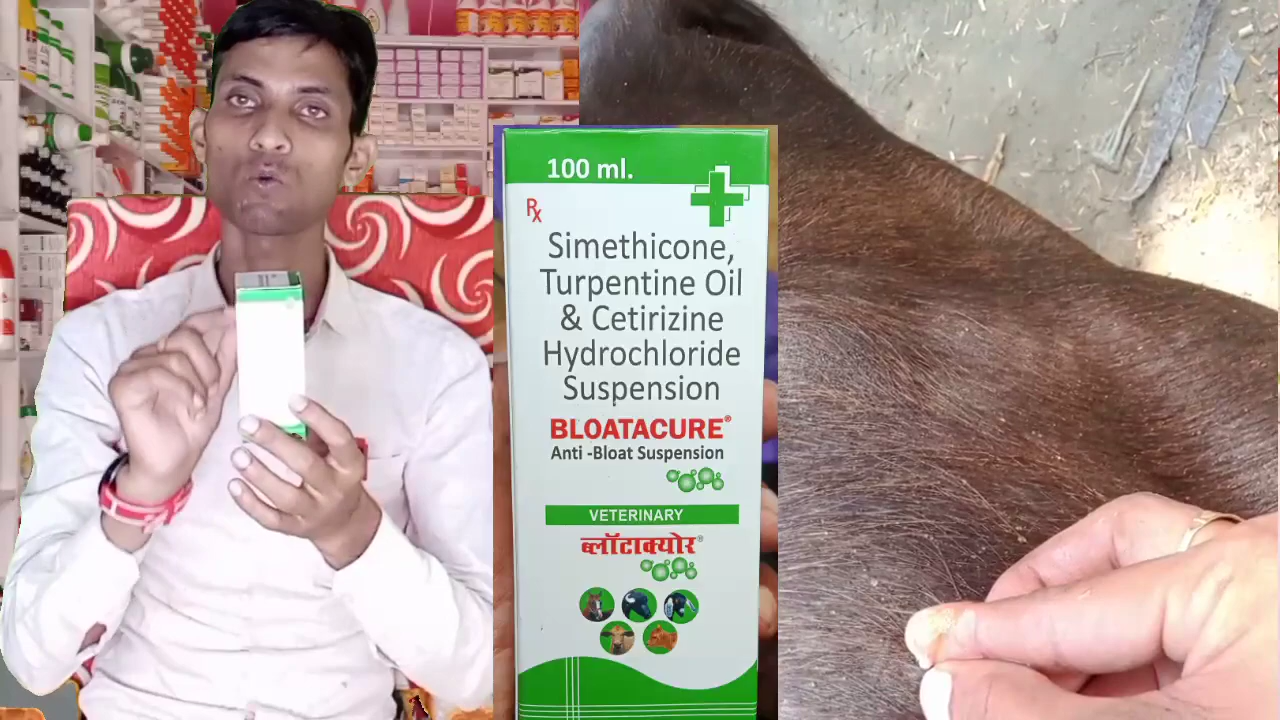 100 ml.
Rx
Simethicone,
Turpentine Oil
& Cetirizine
Hydrochloride
Suspension
BLOATACURE®
Anti -Bloat Suspension
VETERINARY
ब्लॉटाक्योर®